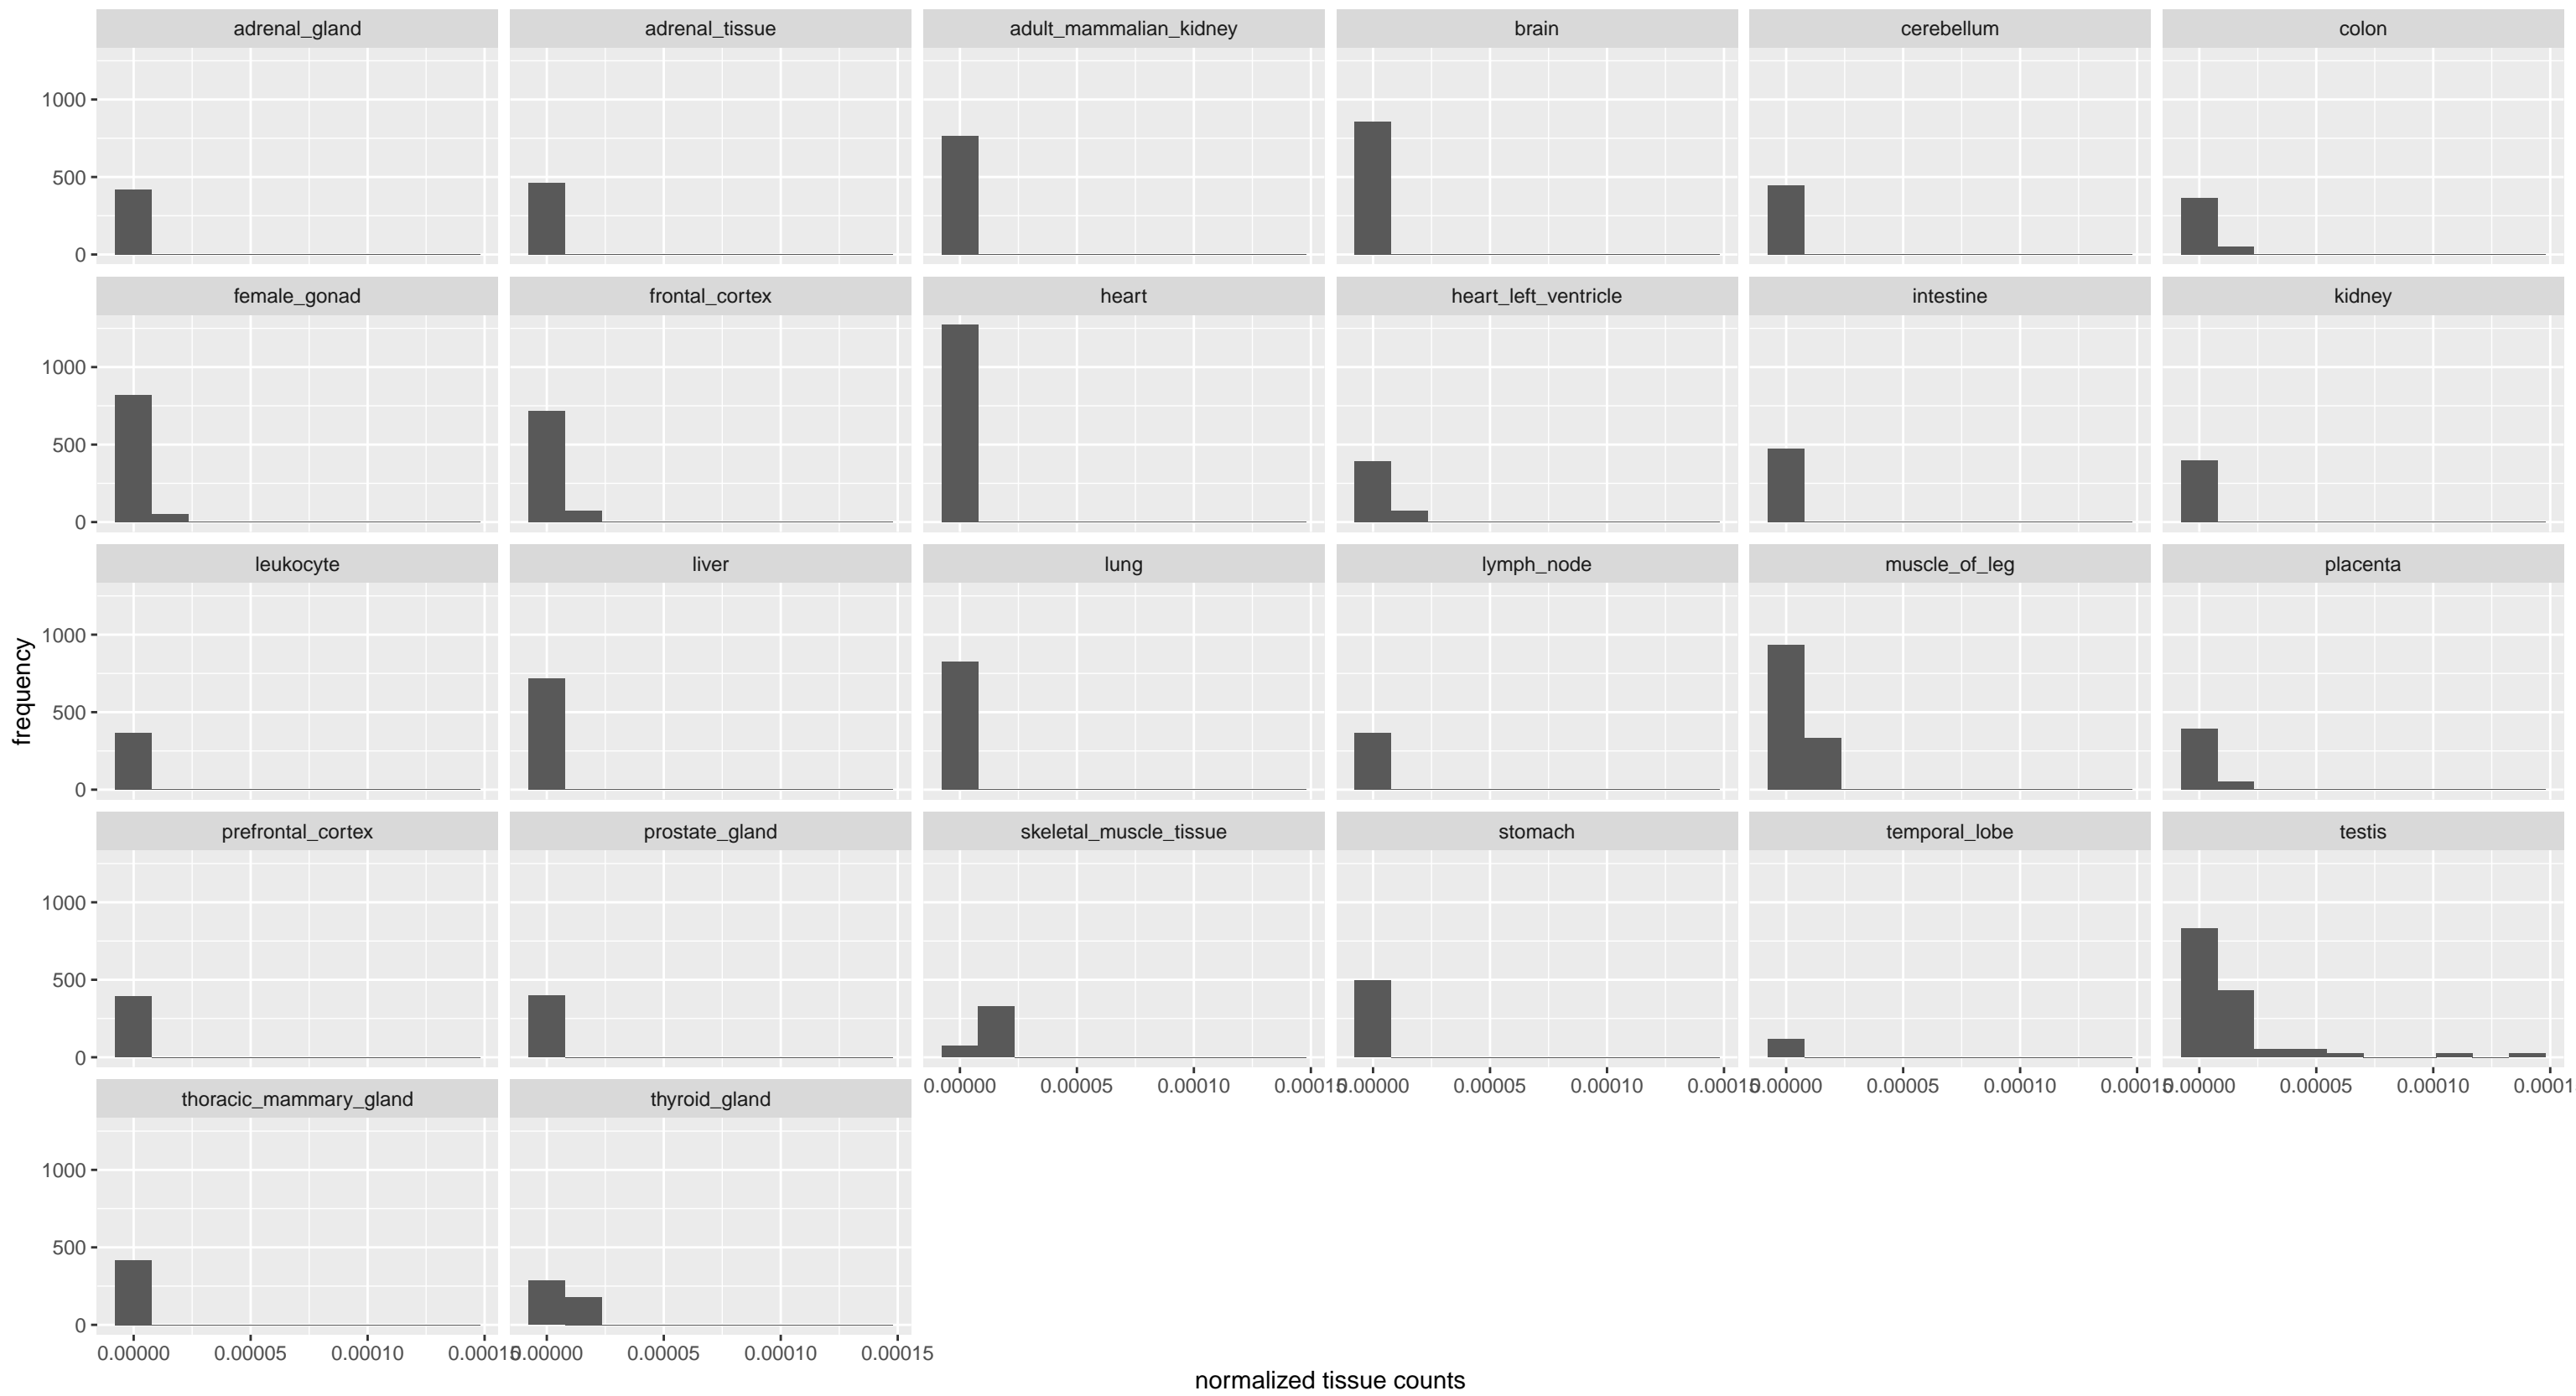 adrenal_gland adrenal_tissue adult_mammalian_kidney brain cerebellum colon
1000
500
0
female_gonad frontal_cortex heart heart_left_ventricle intestine kidney
1000
500
0
leukocyte liver lung lymph_node muscle_of_leg placenta
1000
500
0
frequency
prefrontal_cortex prostate_gland skeletal_muscle_tissue stomach temporal_lobe testis
1000
500
0
0.00000 0.00005 0.00010 0.00015 0.00000 0.00005 0.00010 0.00015 0.00000 0.00005 0.00010 0.00015 0.00000 0.00005 0.00010 0.0001
thoracic_mammary_gland thyroid_gland
1000
500
0
0.00000 0.00005 0.00010 0.00015 0.00000 0.00005 0.00010 0.00015
normalized tissue counts